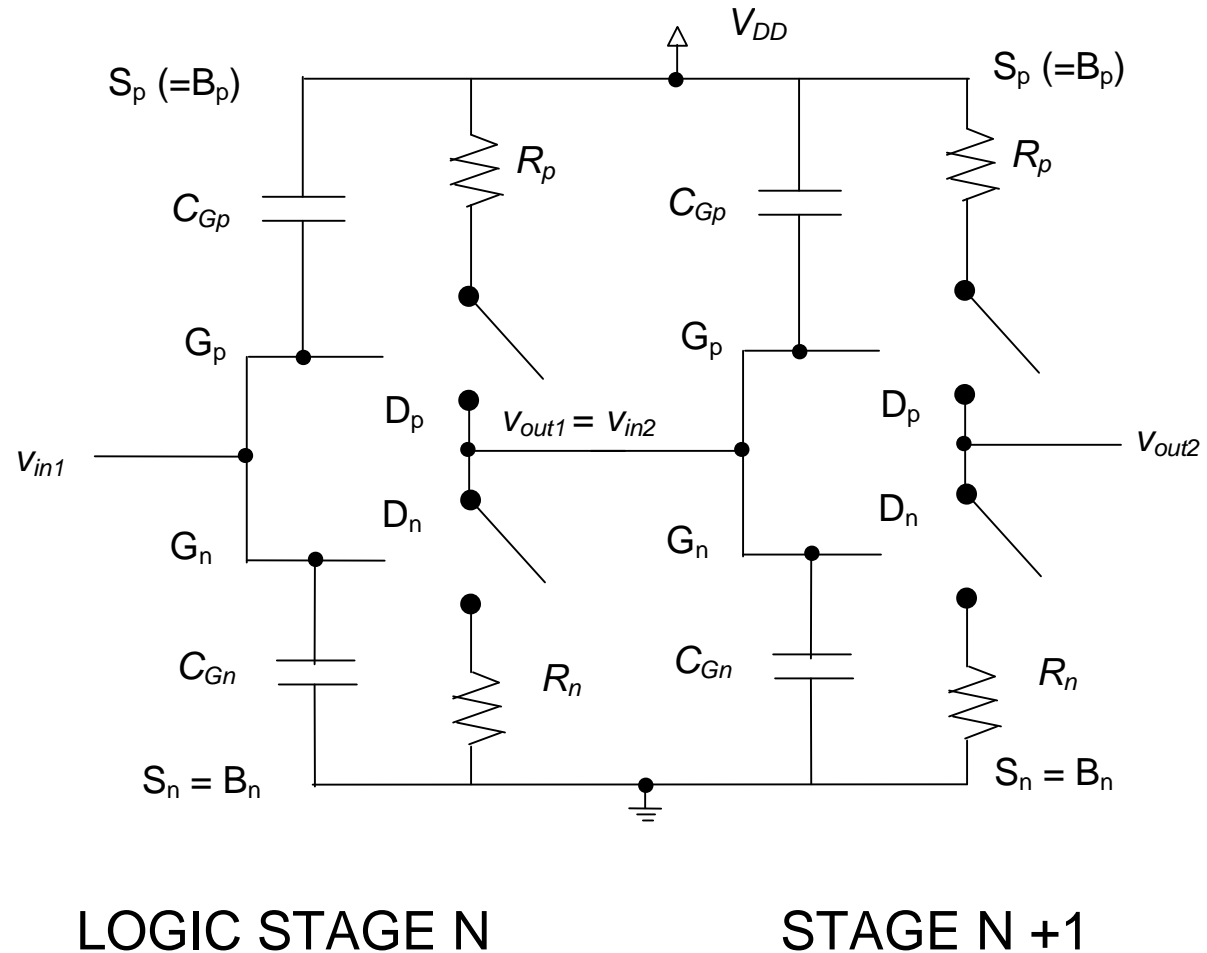 V_DD
S_p (=B_p)
S_p (=B_p)
R_p
R_p
C_Gp
C_Gp
G_p
G_p
D_p
v_out1 = v_in2
D_p
v_in1
v_out2
D_n
D_n
G_n
G_n
C_Gn
R_n
C_Gn
R_n
S_n = B_n
S_n = B_n
LOGIC STAGE N
STAGE N +1